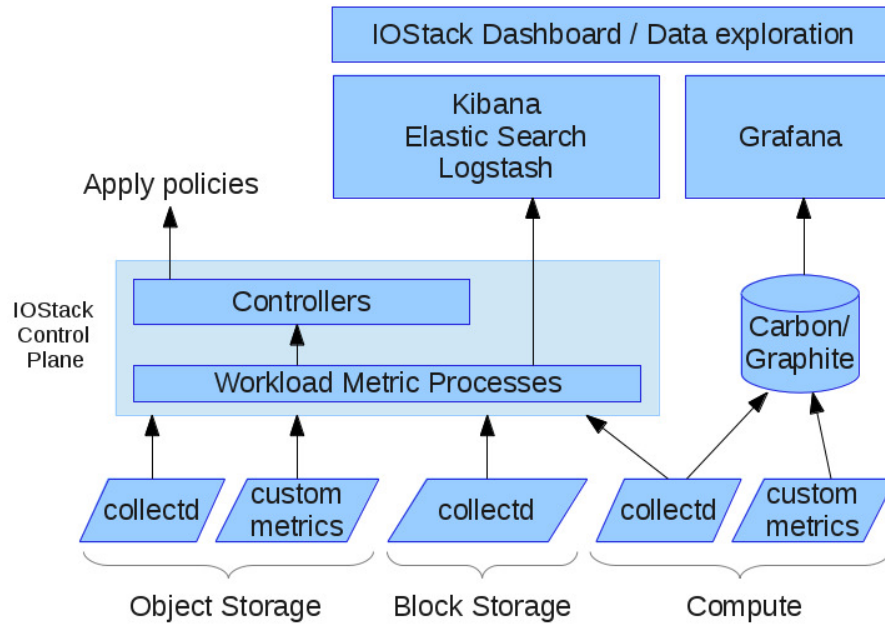 IOStack Dashboard / Data exploration
Kibana
Elastic Search
Logstash
Grafana
Apply policies
IOStack
Control
Plane
Controllers
Workload Metric Processes
Carbon/
Graphite
collectd
custom
metrics
collectd
collectd
custom
metrics
Object Storage
Block Storage
Compute